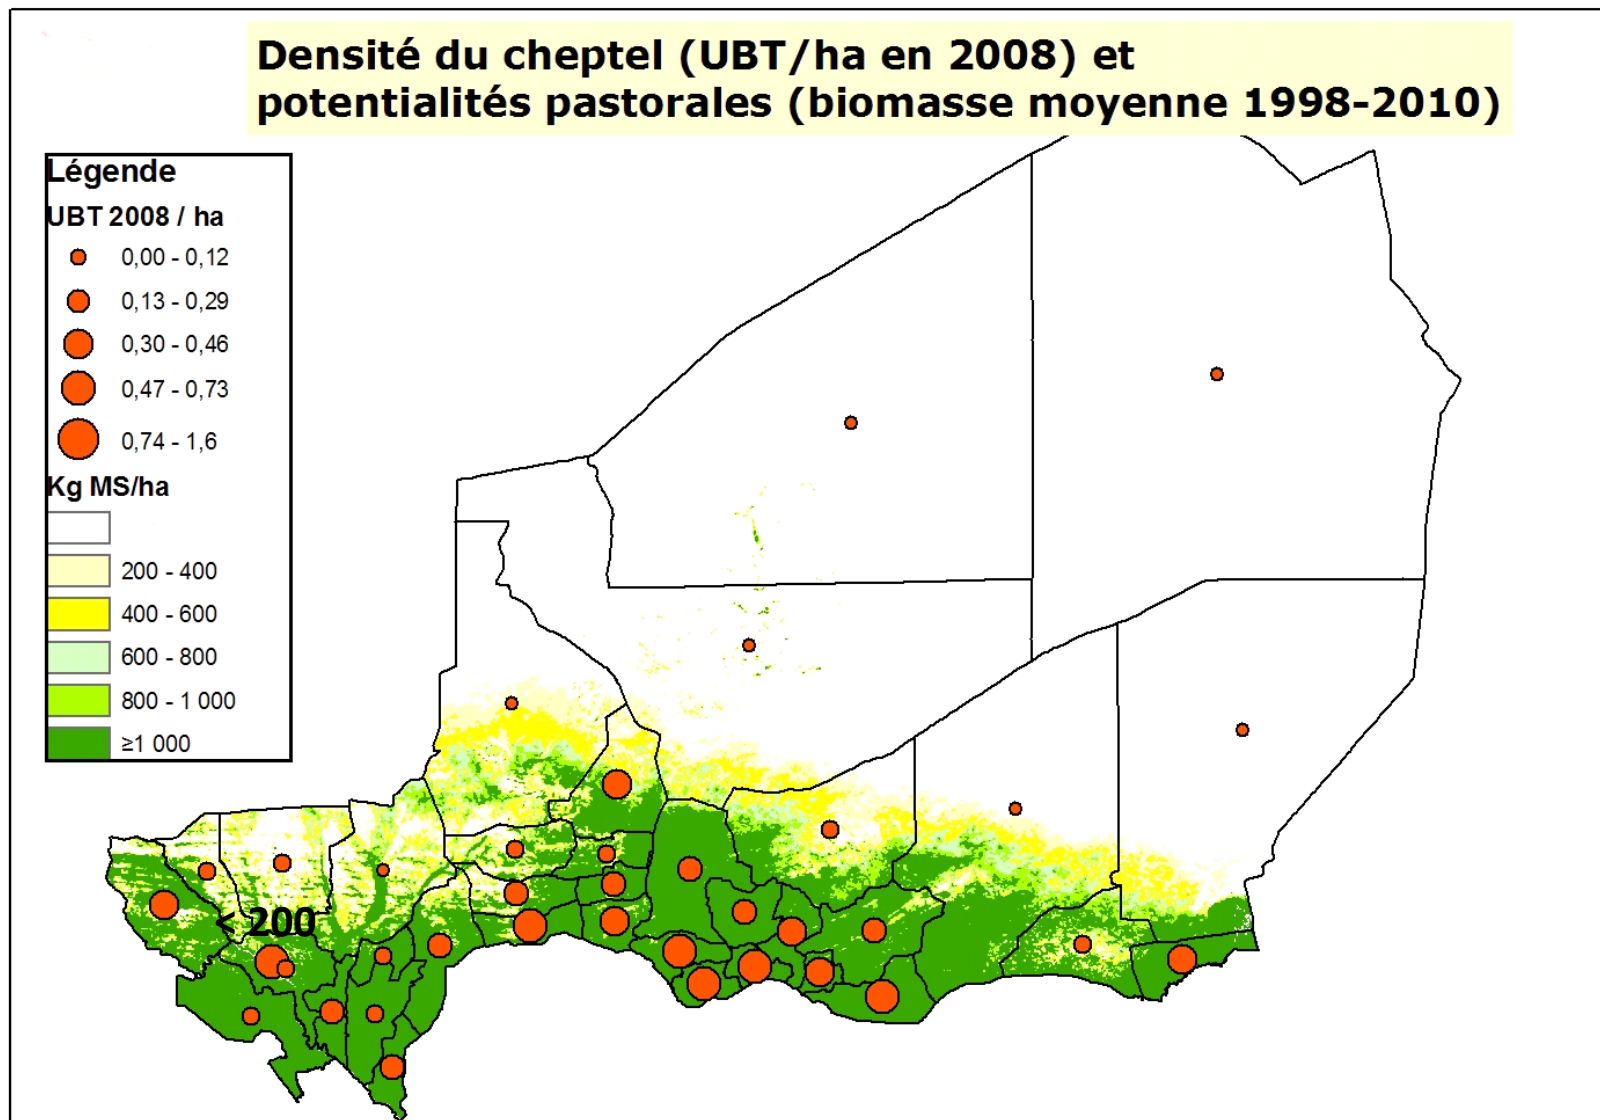 Densité du cheptel (UBT/ha en 2008) et
potentialités pastorales (biomasse moyenne 1998-2010)
Légende
UBT 2008 / ha
0,00 - 0,12
0,13 - 0,29
0,30 - 0,46
0,47 - 0,73
0,74 - 1,6
Kg MS/ha
200 - 400
400 - 600
600 - 800
800 - 1 000
≥1 000
< 200